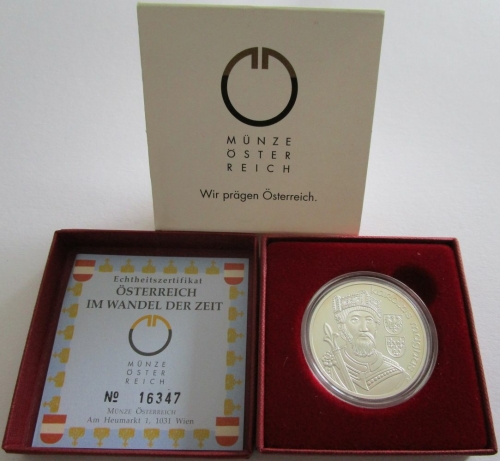 MÜNZE
ÖSTER
REICH
Wir prägen Österreich.
Echtheitszertifikat
ÖSTERREICH
IM WANDEL DER ZEIT
MÜNZE
ÖSTER
REICH
№ 16347
MÜNZE ÖSTERREICH
Am Heumarkt 1, 1031 Wien